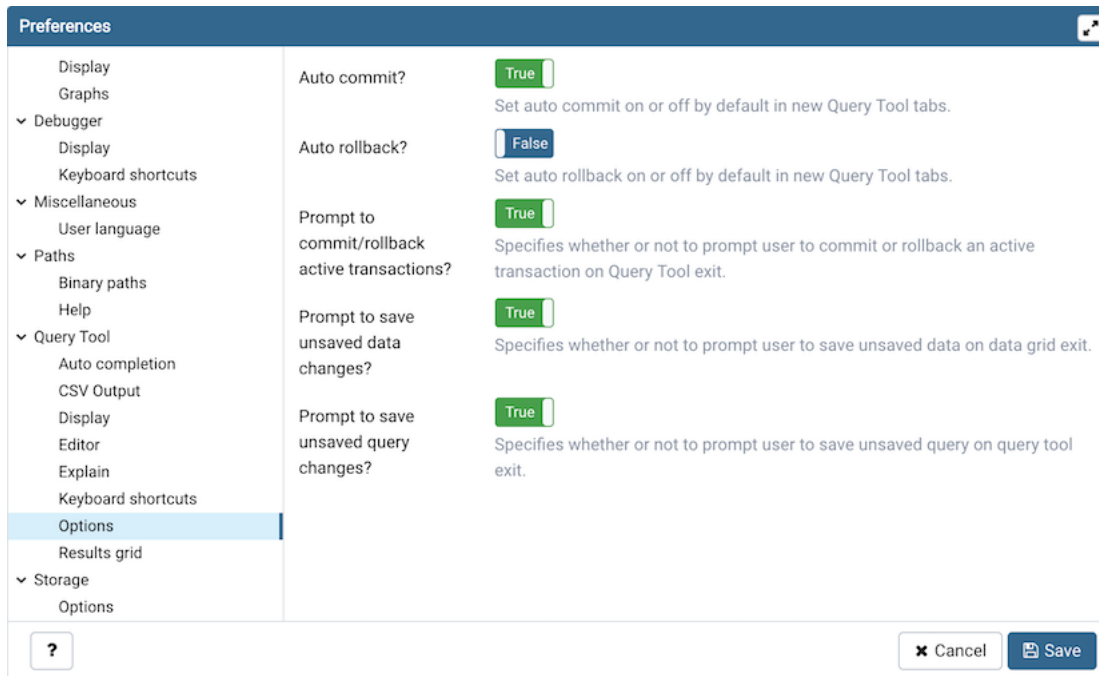 Preferences
Display
Graphs
Debugger
Display
Keyboard shortcuts
Miscellaneous
User language
Paths
Binary paths
Help
Query Tool
Auto completion
CSV Output
Display
Editor
Explain
Keyboard shortcuts
Options
Results grid
Storage
Options
Auto commit?
True
Set auto commit on or off by default in new Query Tool tabs.
Auto rollback?
False
Set auto rollback on or off by default in new Query Tool tabs.
Prompt to
commit/rollback
active transactions?
True
Specifies whether or not to prompt user to commit or rollback an active
transaction on Query Tool exit.
Prompt to save
unsaved data
changes?
True
Specifies whether or not to prompt user to save unsaved data on data grid exit.
Prompt to save
unsaved query
changes?
True
Specifies whether or not to prompt user to save unsaved query on query tool
exit.
?
Cancel
Save